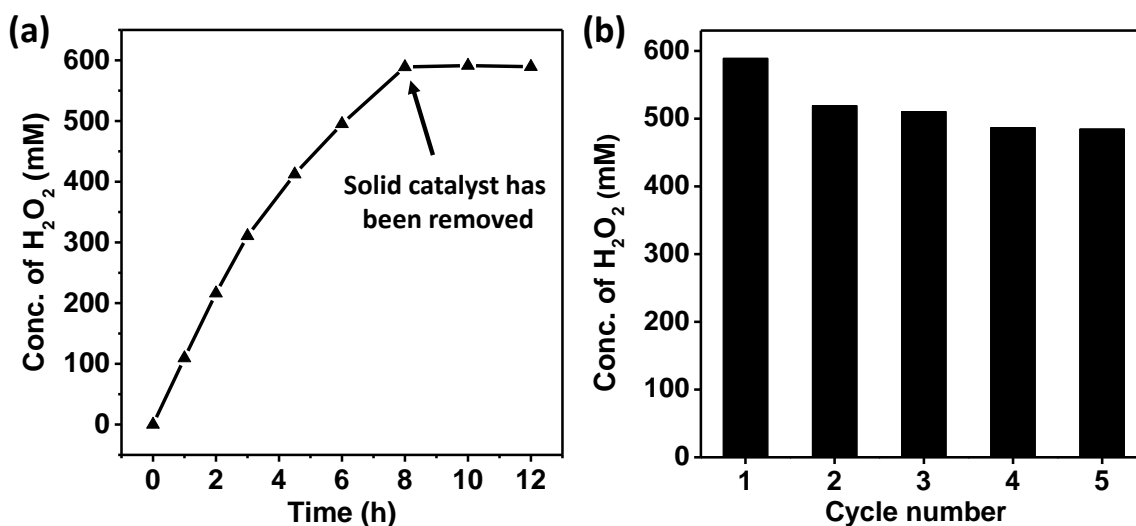 (a)
Conc. of H₂O₂ (mM)
600
500
400
300
200
100
0
Solid catalyst has
been removed
0 2 4 6 8 10 12
Time (h)
(b)
Conc. of H₂O₂ (mM)
600
500
400
300
200
100
0
1 2 3 4 5
Cycle number